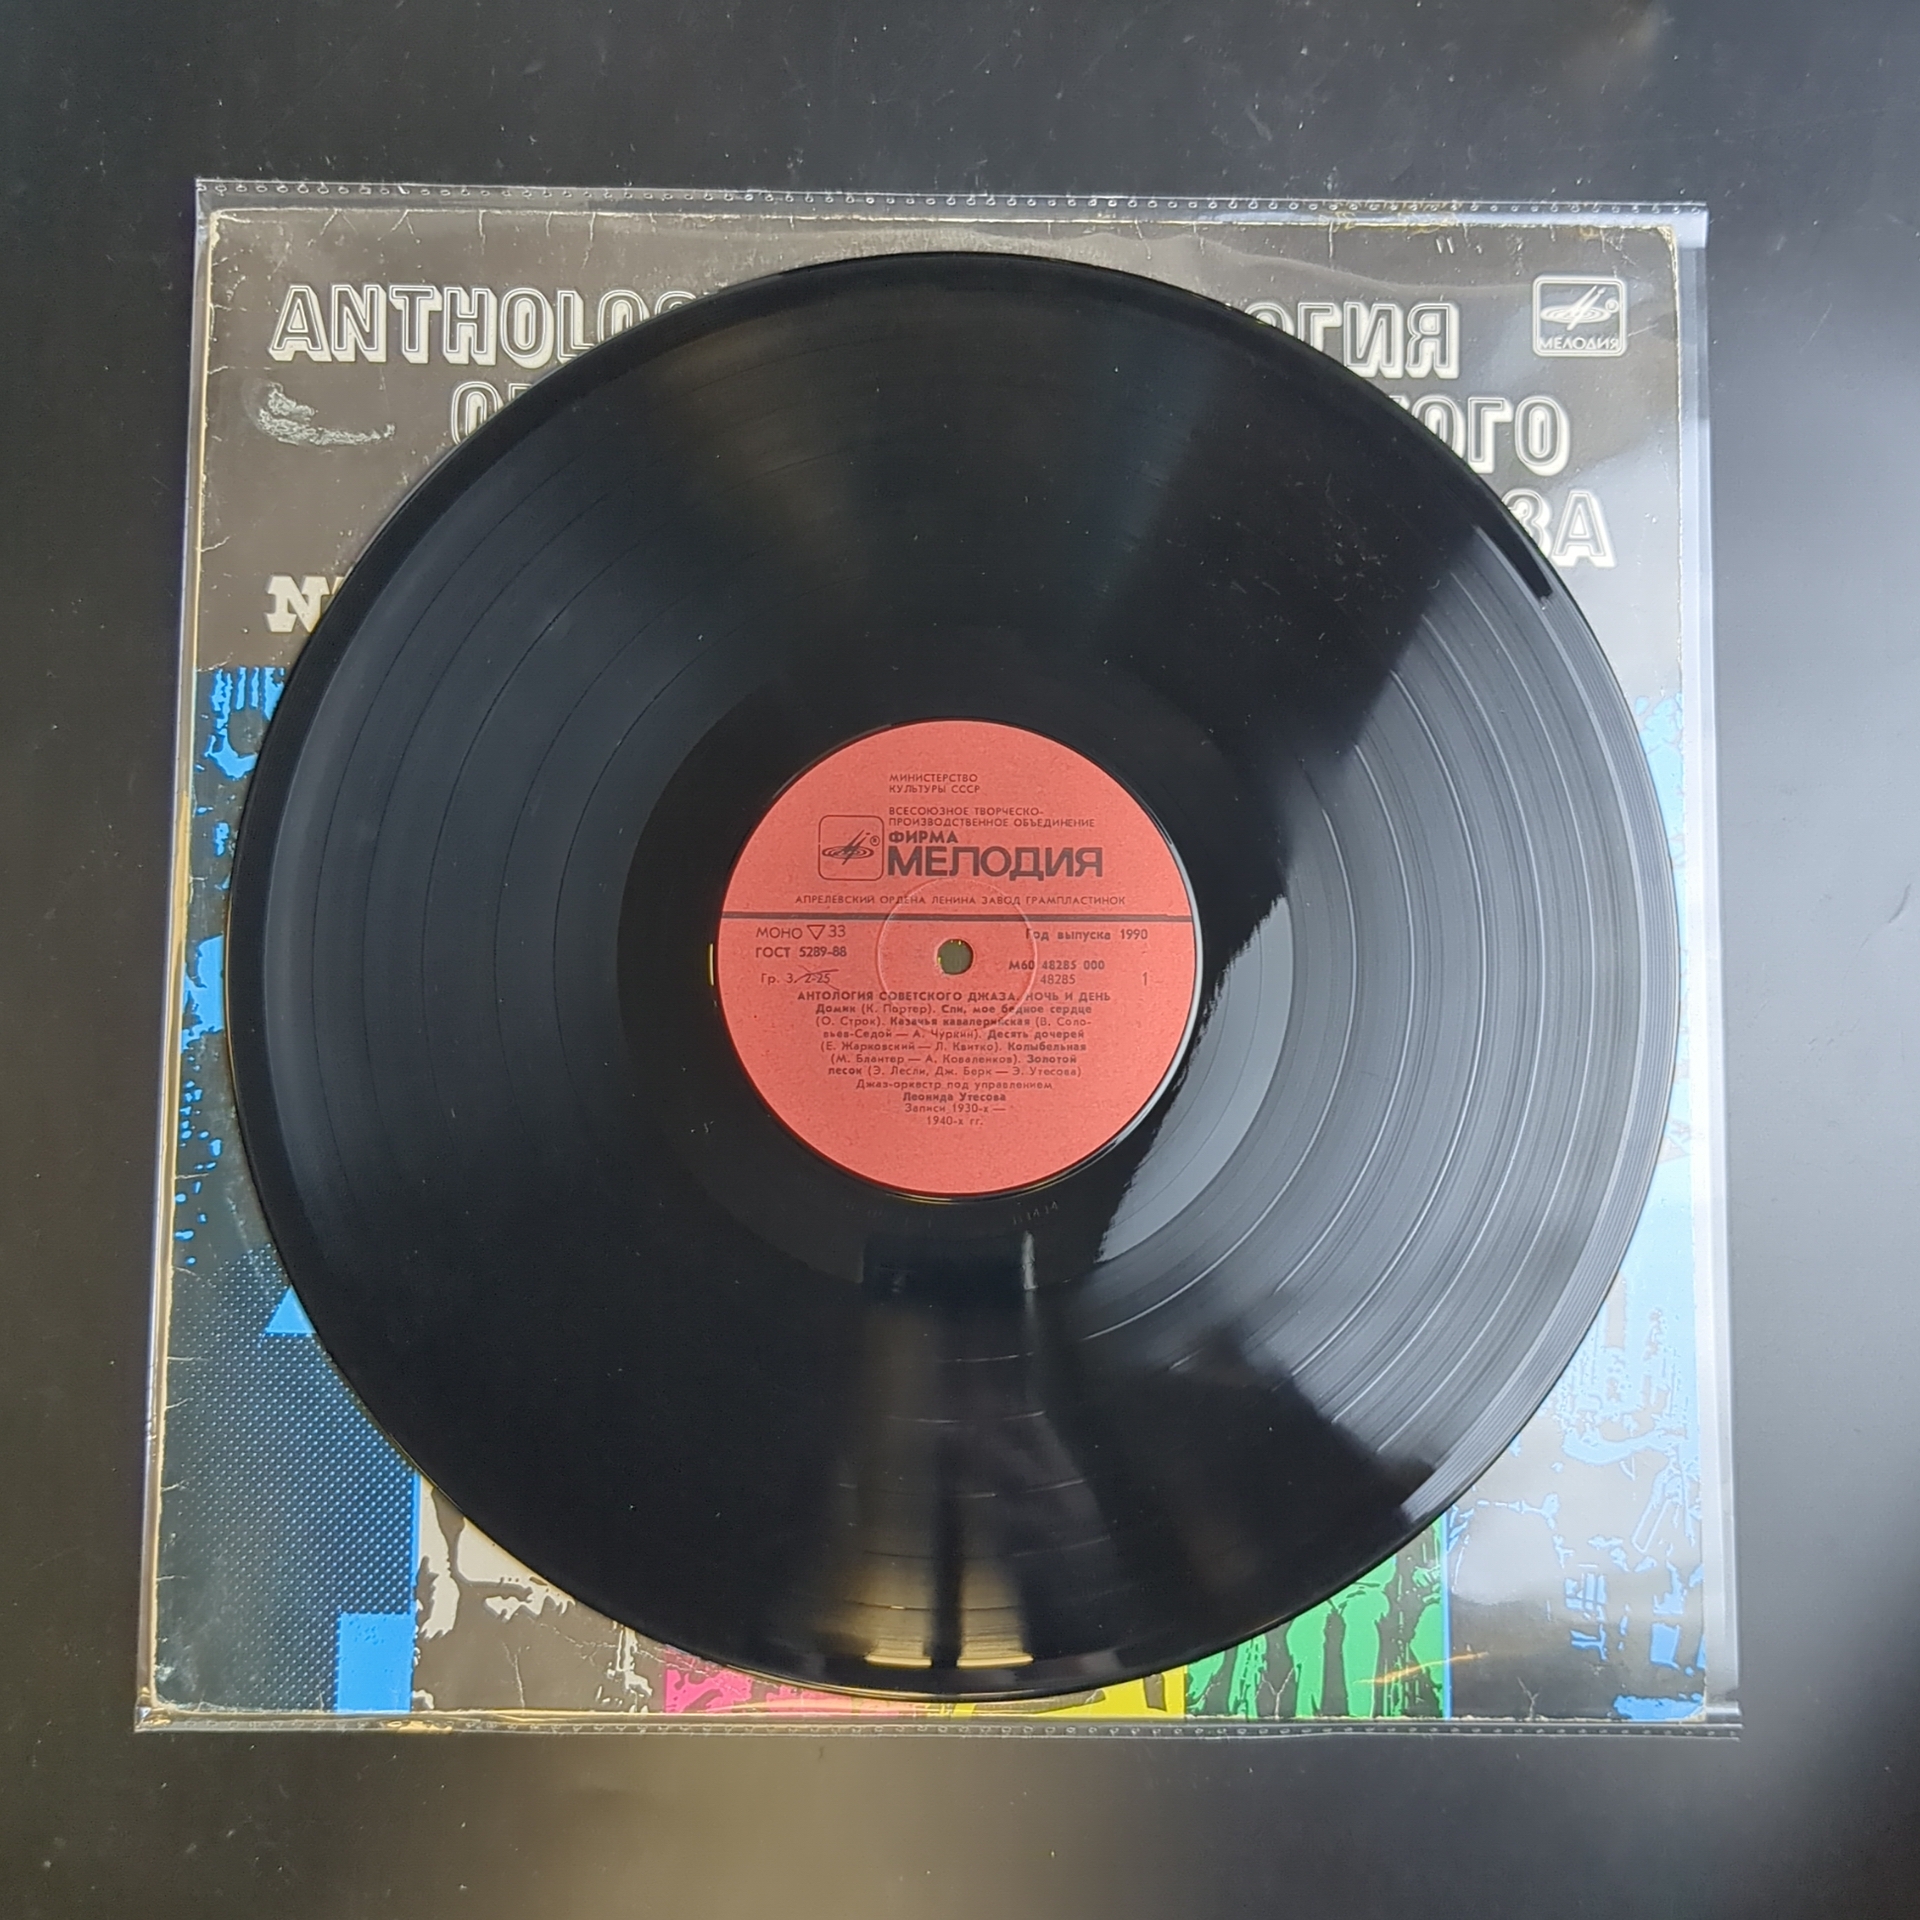 ANTHOLO
ОГИЯ
МЕЛОДИЯ
ОГО
ЗА
МИНИСТЕРСТВО
КУЛЬТУРЫ СССР
ВСЕСОЮЗНОЕ ТВОРЧЕСКО-
ПРОИЗВОДСТВЕННОЕ ОБЪЕДИНЕНИЕ
ФИРМА
МЕЛОДИЯ
АПРЕЛЕВСКИЙ ОРДЕНА ЛЕНИНА ЗАВОД ГРАМПЛАСТИНОК
МОНО ▽ 33
Год выпуска 1990
ГОСТ 5289-88
М60 48285 000
Гр. 3. 2-25
48285
1
АНТОЛОГИЯ СОВЕТСКОГО ДЖАЗА. НОЧЬ И ДЕНЬ
Домик (К. Портер). Спи, мое бедное сердце
(О. Строк). Казачья кавалерийская (В. Соло-
вьев-Седой — А. Чуркин). Десять дочерей
(Е. Жарковский — Л. Квитко). Колыбельная
(М. Блантер — А. Коваленков). Золотой
песок (Э. Лесли, Дж. Берк — Э. Утесова)
Джаз-оркестр под управлением
Леонида Утесова
Записи 1930-х —
1940-х гг.